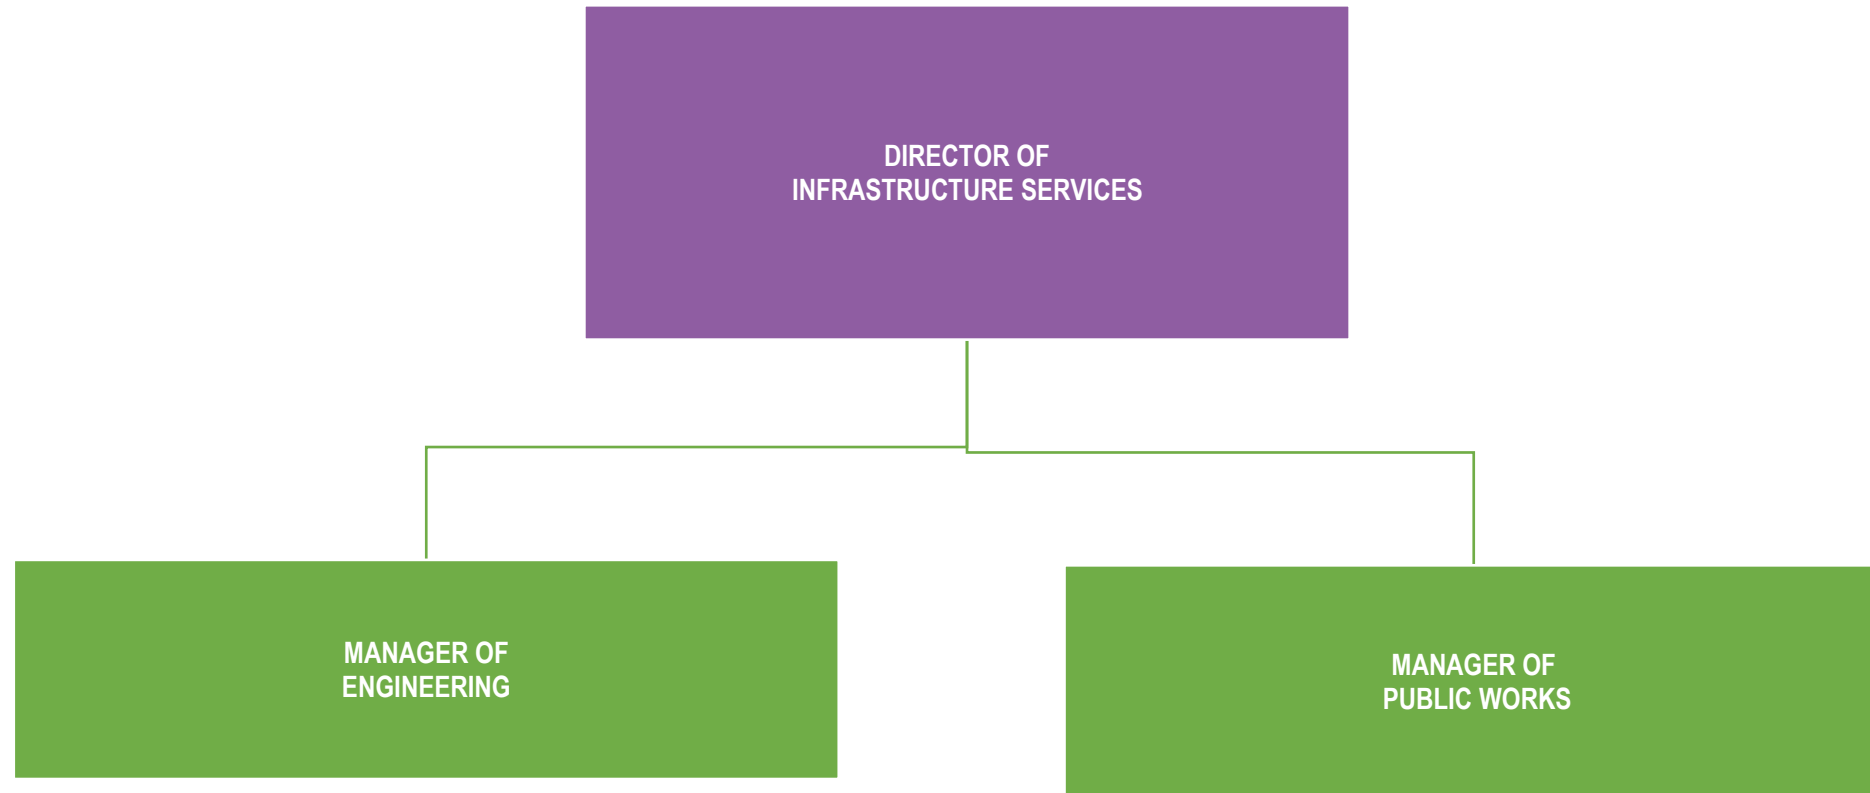 DIRECTOR OF
INFRASTRUCTURE SERVICES
MANAGER OF
ENGINEERING
MANAGER OF
PUBLIC WORKS